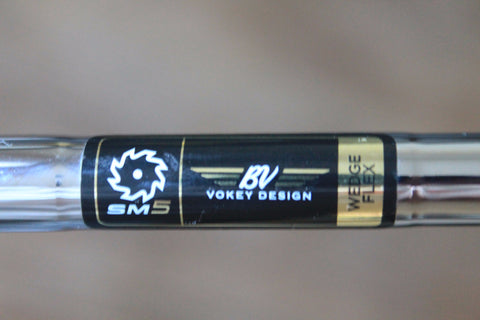 SM5
BV
VOKEY DESIGN
WEDGE
FLEX